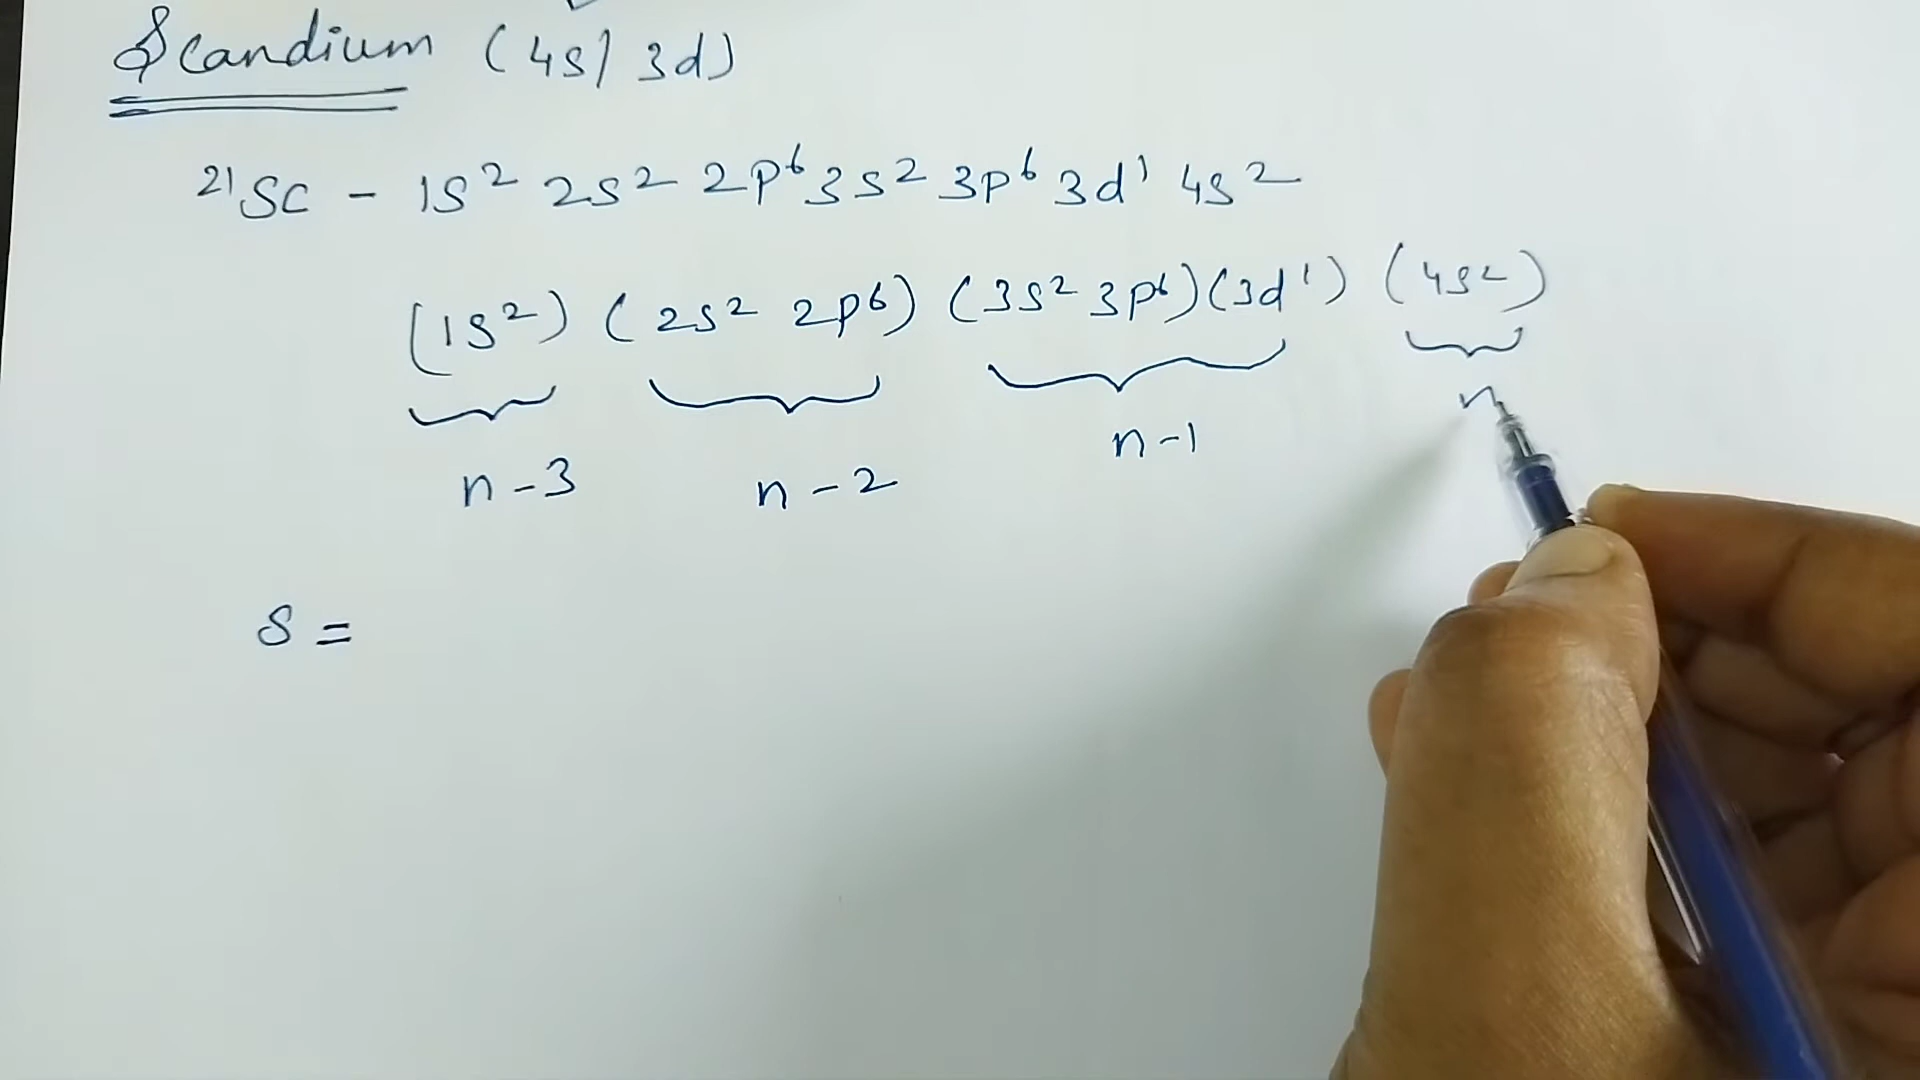 Scandium (4s/3d)
²¹Sc - 1s² 2s² 2p⁶ 3s² 3p⁶ 3d¹ 4s²
(1s²) (2s² 2p⁶) (3s² 3p⁶)(3d¹) (4s²)
n-3 n-2 n-1 n
S =